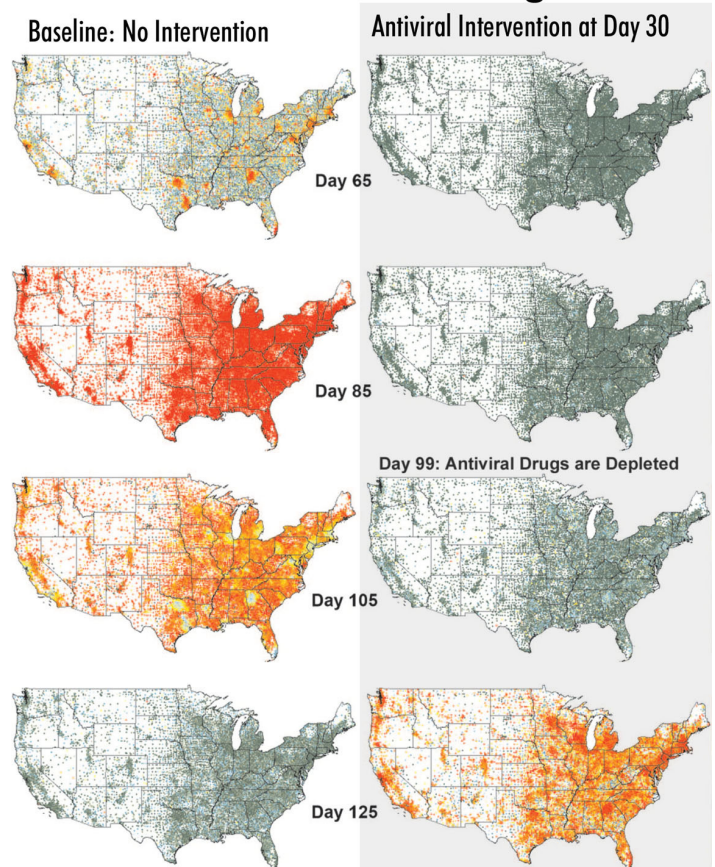 Baseline: No Intervention
Antiviral Intervention at Day 30
Day 65
Day 85
Day 99: Antiviral Drugs are Depleted
Day 105
Day 125